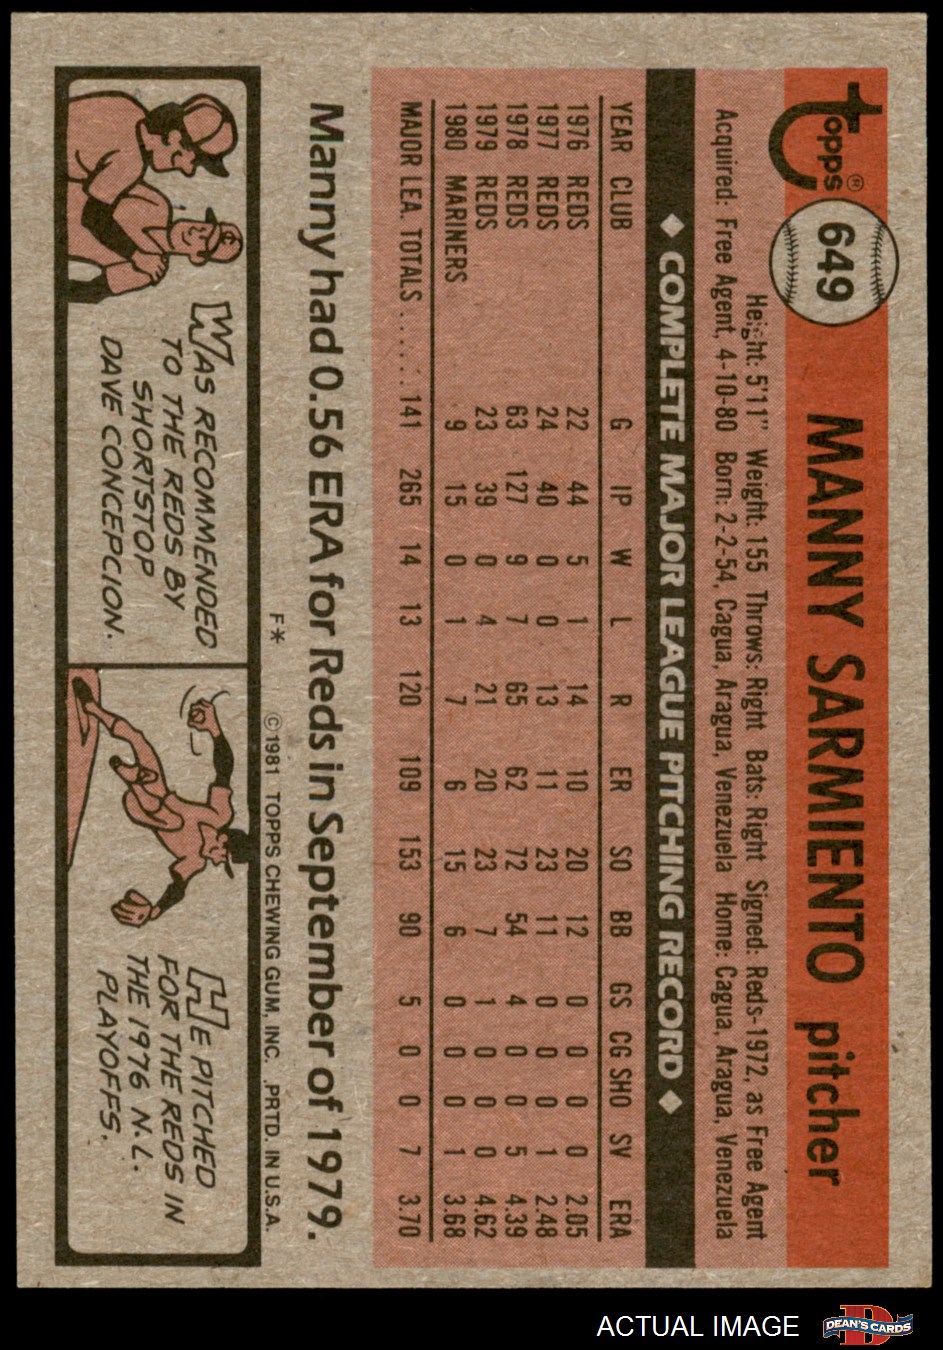 Topps®
649
MANNY SARMIENTO pitcher
Height: 5'11" Weight: 155 Throws: Right Bats: Right Signed: Reds-1972, as Free Agent
Acquired: Free Agent, 4-10-80 Born: 2-2-54, Cagua, Aragua, Venezuela Home: Cagua, Aragua, Venezuela
◆ COMPLETE MAJOR LEAGUE PITCHING RECORD ◆
YEAR CLUB G IP W L R ER SO BB GS CG SHO SV ERA
1976 REDS 22 44 5 1 14 10 20 12 0 0 0 0 2.05
1977 REDS 24 40 0 0 13 11 23 11 0 0 0 1 2.48
1978 REDS 63 127 9 7 65 62 72 54 4 0 0 5 4.39
1979 REDS 23 39 0 4 21 20 23 7 1 0 0 0 4.62
1980 MARINERS 9 15 0 1 7 6 15 6 0 0 0 1 3.68
MAJOR LEA. TOTALS ...... 141 265 14 13 120 109 153 90 5 0 0 7 3.70
Manny had 0.56 ERA for Reds in September of 1979.
F* ©1981 TOPPS CHEWING GUM, INC. PRTD. IN U.S.A.
WAS RECOMMENDED
TO THE REDS BY
SHORTSTOP
DAVE CONCEPCION.
HE PITCHED
FOR THE REDS IN
THE 1976 N.L.
PLAYOFFS.
ACTUAL IMAGE
DEAN'S CARDS